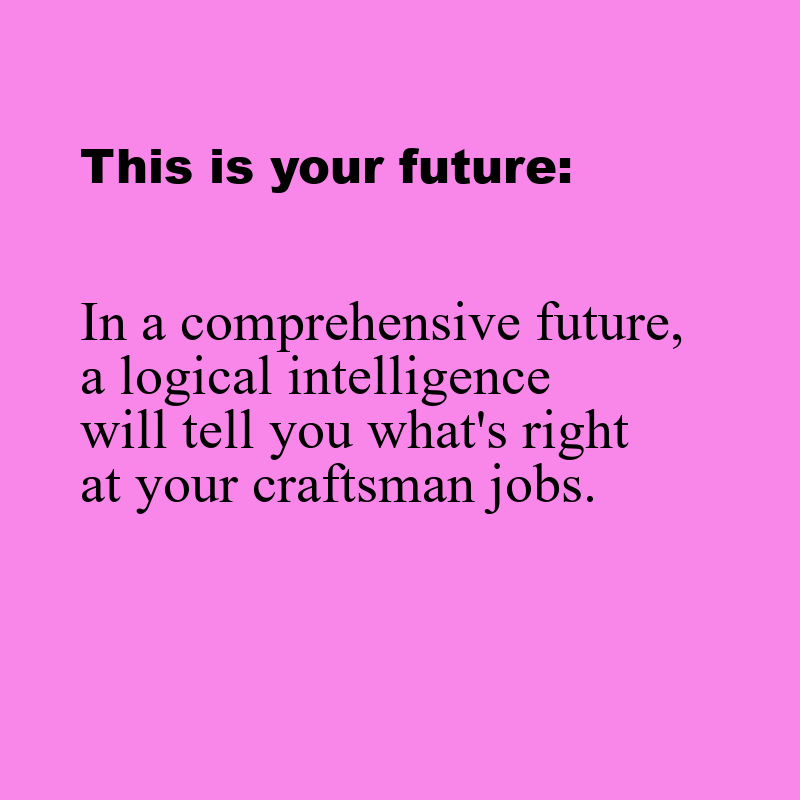 This is your future:
In a comprehensive future,
a logical intelligence
will tell you what's right
at your craftsman jobs.